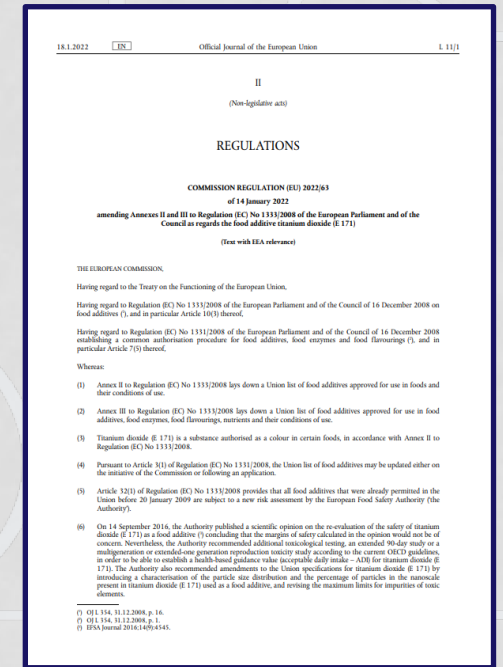 18.1.2022 EN Official Journal of the European Union L 11/1
II
(Non-legislative acts)
REGULATIONS
COMMISSION REGULATION (EU) 2022/63
of 14 January 2022
amending Annexes II and III to Regulation (EC) No 1333/2008 of the European Parliament and of the
Council as regards the food additive titanium dioxide (E 171)
(Text with EEA relevance)
THE EUROPEAN COMMISSION,
Having regard to the Treaty on the Functioning of the European Union,
Having regard to Regulation (EC) No 1333/2008 of the European Parliament and of the Council of 16 December 2008 on
food additives (¹), and in particular Article 10(3) thereof,
Having regard to Regulation (EC) No 1331/2008 of the European Parliament and of the Council of 16 December 2008
establishing a common authorisation procedure for food additives, food enzymes and food flavourings (²), and in
particular Article 7(5) thereof,
Whereas:
(1) Annex II to Regulation (EC) No 1333/2008 lays down a Union list of food additives approved for use in foods and
their conditions of use.
(2) Annex III to Regulation (EC) No 1333/2008 lays down a Union list of food additives approved for use in food
additives, food enzymes, food flavourings, nutrients and their conditions of use.
(3) Titanium dioxide (E 171) is a substance authorised as a colour in certain foods, in accordance with Annex II to
Regulation (EC) No 1333/2008.
(4) Pursuant to Article 3(1) of Regulation (EC) No 1331/2008, the Union list of food additives may be updated either on
the initiative of the Commission or following an application.
(5) Article 32(1) of Regulation (EC) No 1333/2008 provides that all food additives that were already permitted in the
Union before 20 January 2009 are subject to a new risk assessment by the European Food Safety Authority ('the
Authority').
(6) On 14 September 2016, the Authority published a scientific opinion on the re-evaluation of the safety of titanium
dioxide (E 171) as a food additive (³) concluding that the margins of safety calculated in the opinion would not be of
concern. Nevertheless, the Authority recommended additional toxicological testing, an extended 90-day study or a
multigeneration or extended-one generation reproduction toxicity study according to the current OECD guidelines,
in order to be able to establish a health-based guidance value (acceptable daily intake – ADI) for titanium dioxide (E
171). The Authority also recommended amendments to the Union specifications for titanium dioxide (E 171) by
introducing a characterisation of the particle size distribution and the percentage of particles in the nanoscale
present in titanium dioxide (E 171) used as a food additive, and revising the maximum limits for impurities of toxic
elements.
(¹) OJ L 354, 31.12.2008, p. 16.
(²) OJ L 354, 31.12.2008, p. 1.
(³) EFSA Journal 2016;14(9):4545.